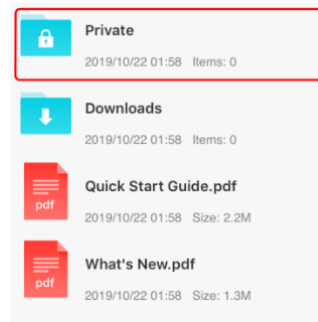 Private
2019/10/22 01:58 Items: 0
Downloads
2019/10/22 01:58 Items: 0
pdf
Quick Start Guide.pdf
2019/10/22 01:58 Size: 2.2M
pdf
What's New.pdf
2019/10/22 01:58 Size: 1.3M